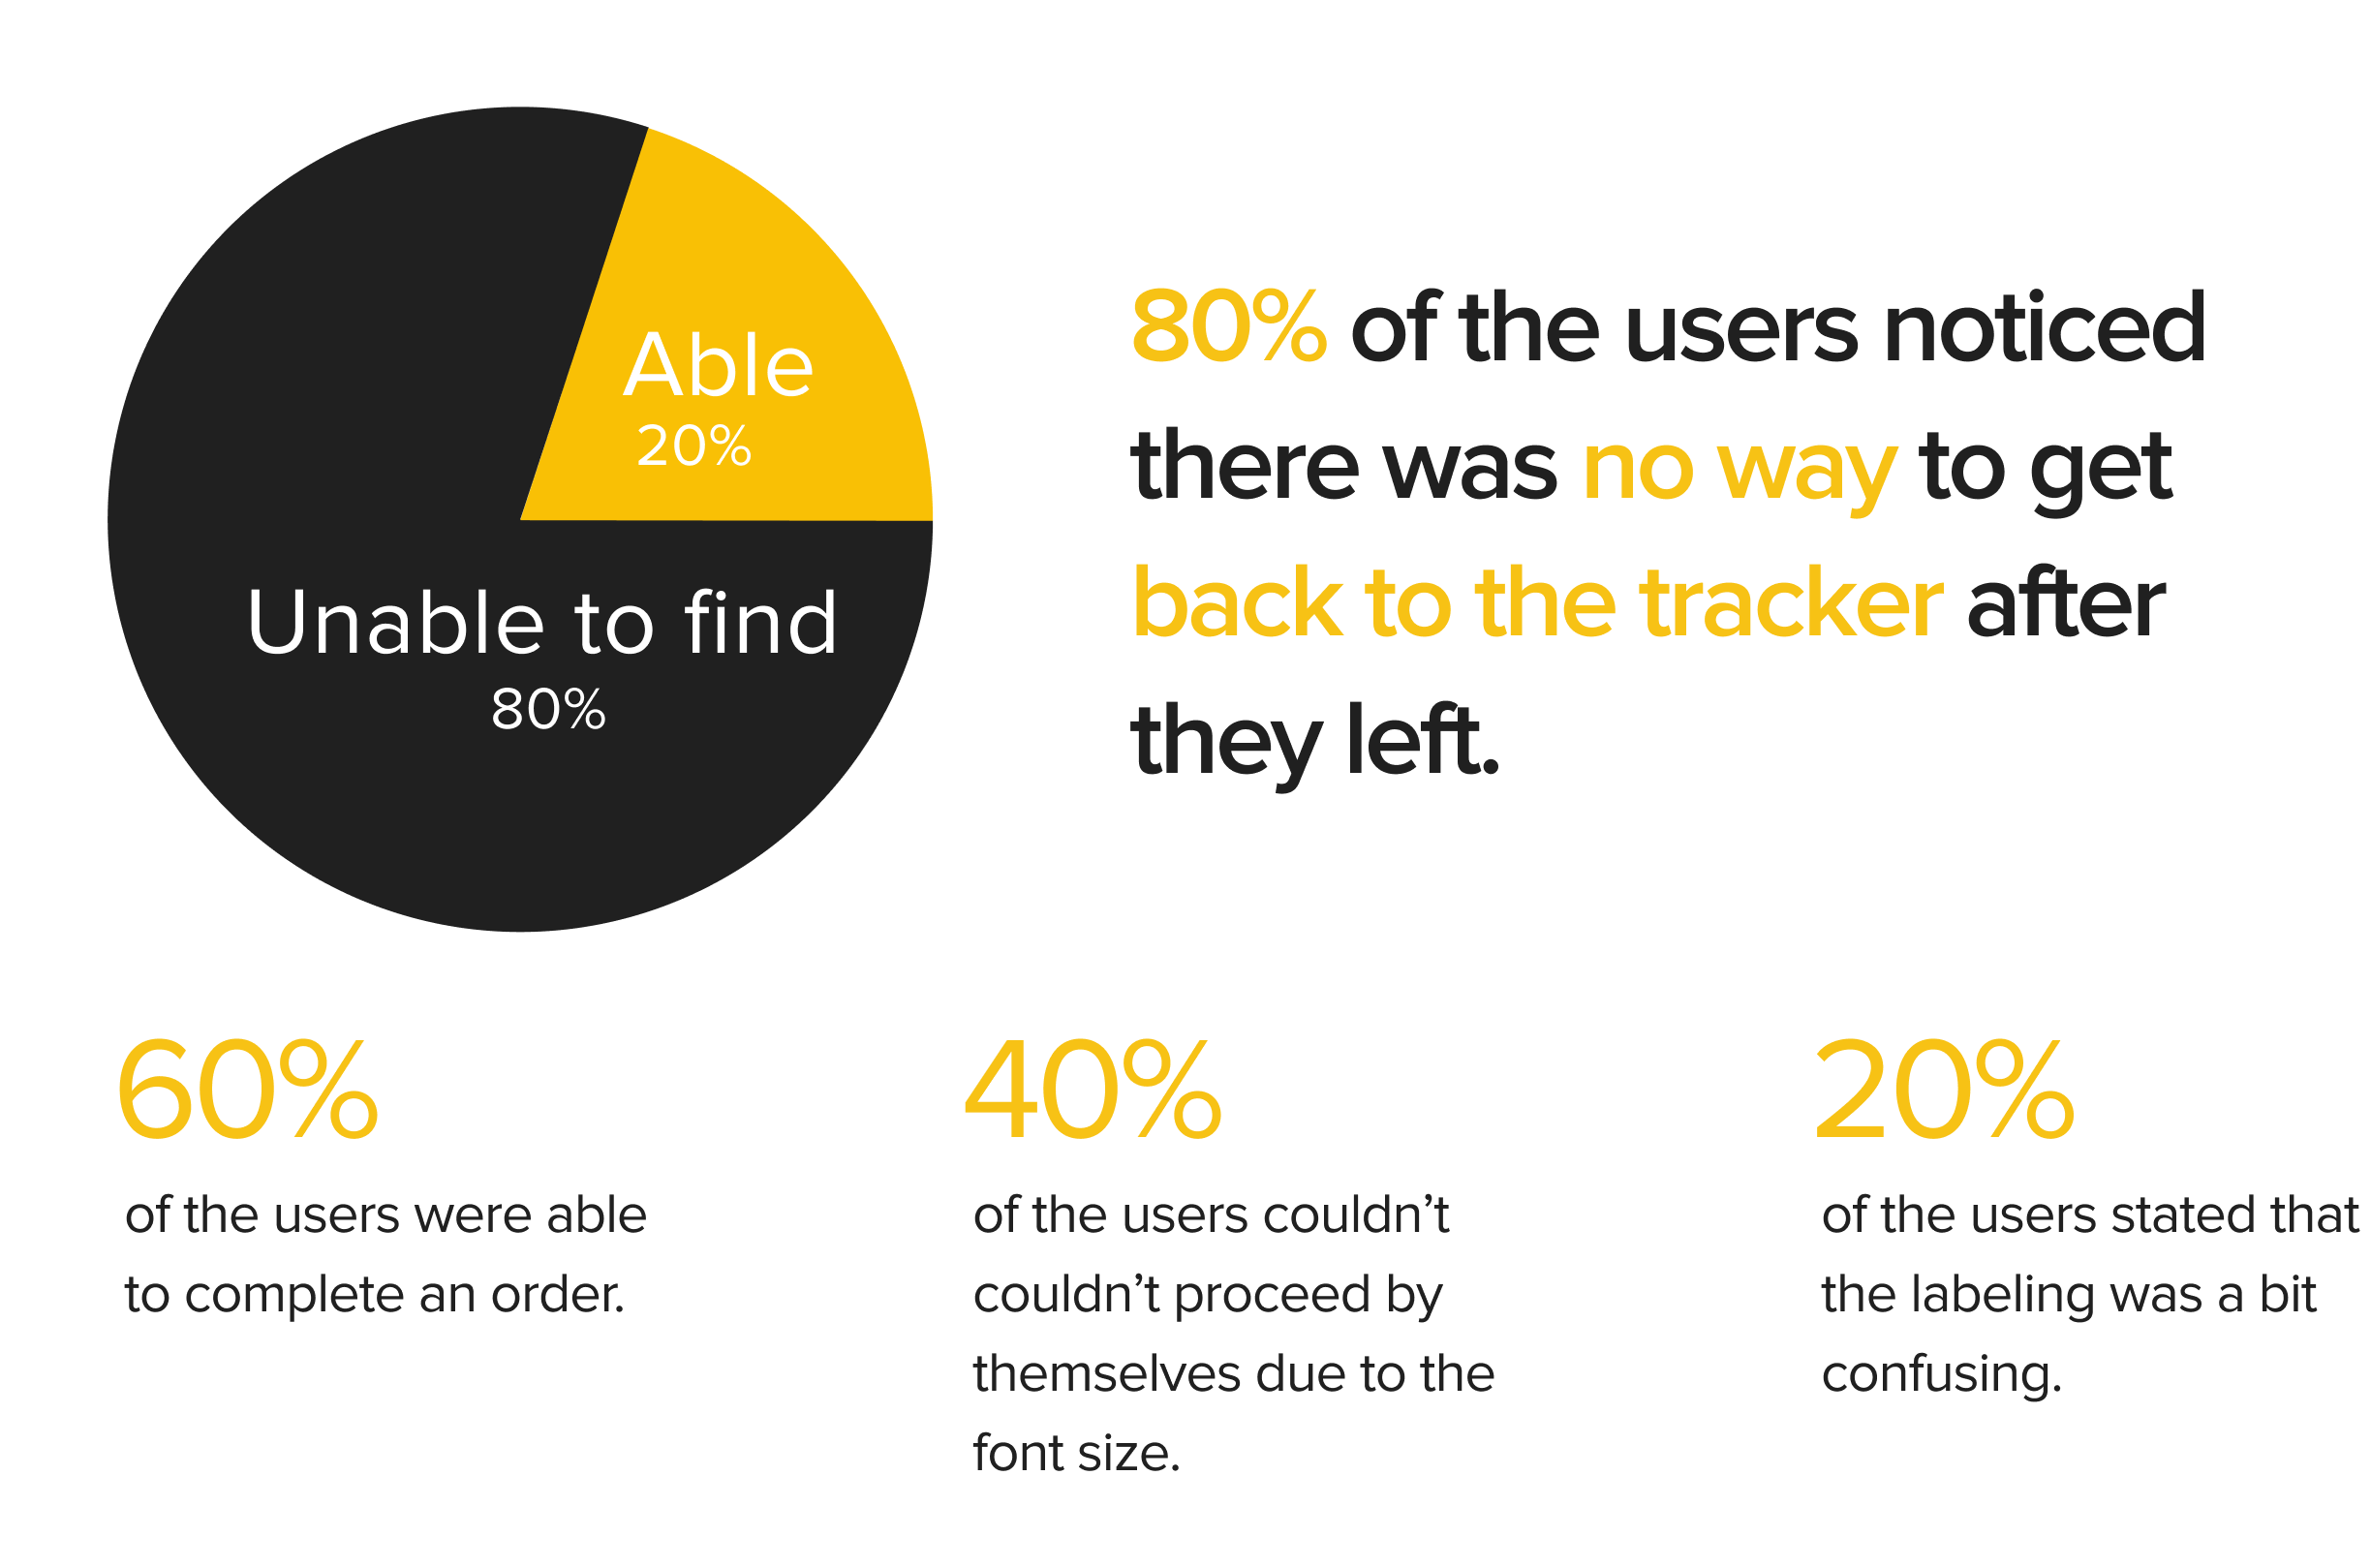 Able
20%
Unable to find
80%
80% of the users noticed
there was no way to get
back to the tracker after
they left.
60%
of the users were able
to complete an order.
40%
of the users couldn't
couldn't proceed by
themselves due to the
font size.
20%
of the users stated that
the labeling was a bit
confusing.